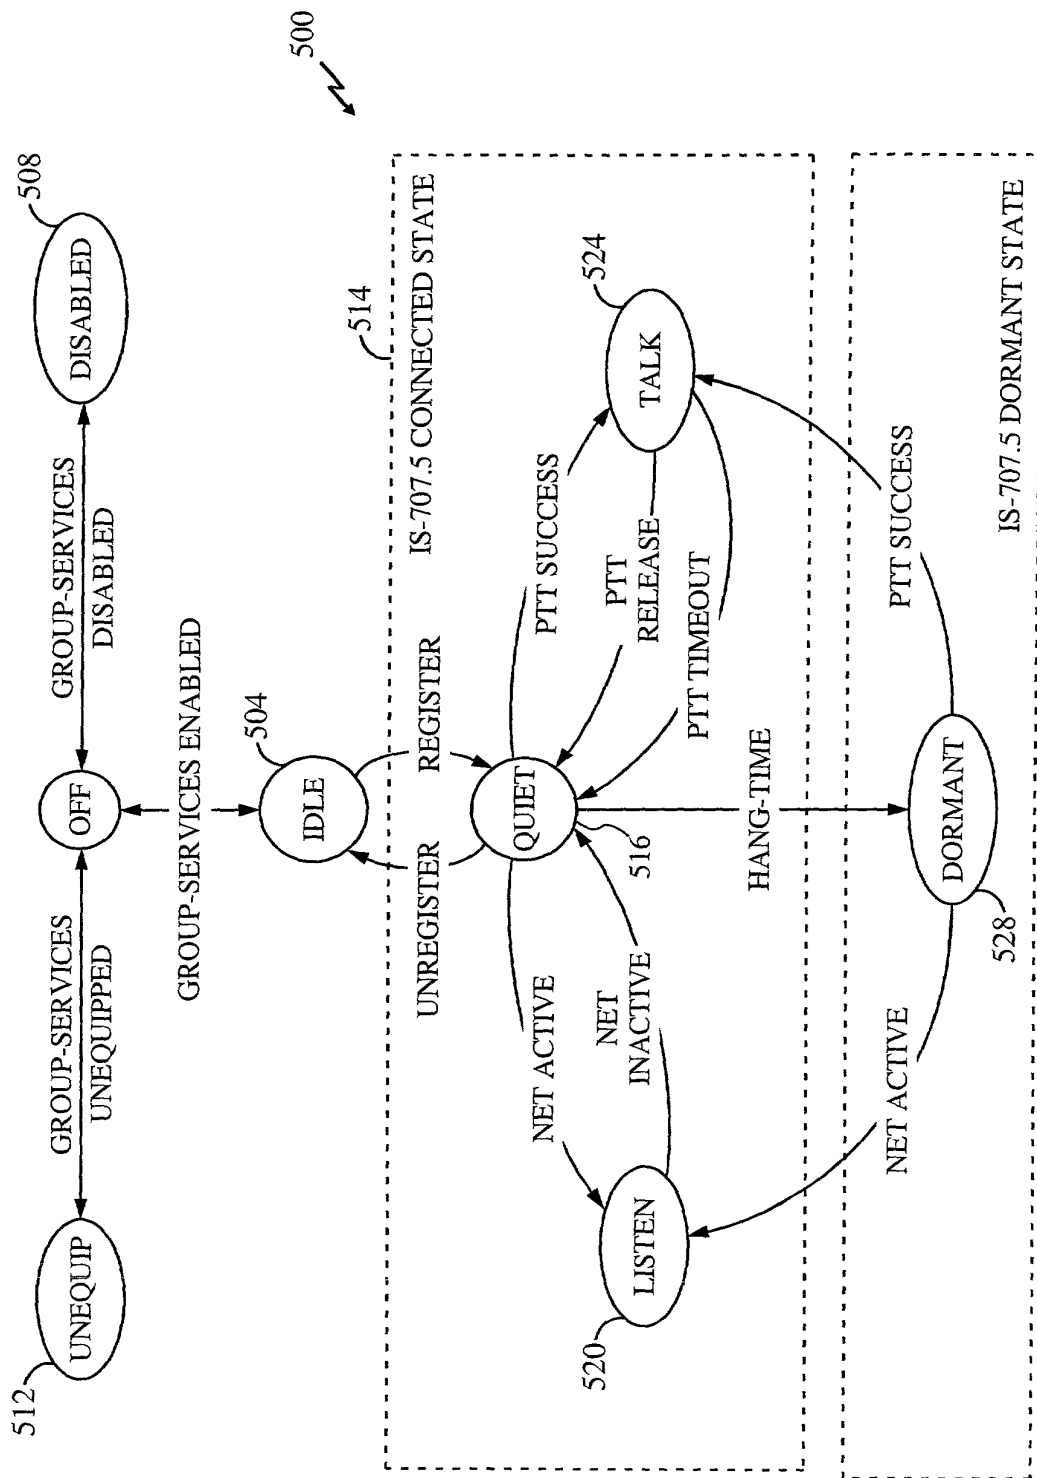 500
512
UNEQUIP
GROUP-SERVICES
UNEQUIPPED
OFF
GROUP-SERVICES
DISABLED
DISABLED
508
GROUP-SERVICES ENABLED
504
IDLE
514
UNREGISTER
REGISTER
IS-707.5 CONNECTED STATE
QUIET
516
NET ACTIVE
NET
INACTIVE
PTT SUCCESS
PTT
RELEASE
PTT TIMEOUT
TALK
524
LISTEN
520
HANG-TIME
NET ACTIVE
PTT SUCCESS
DORMANT
528
IS-707.5 DORMANT STATE